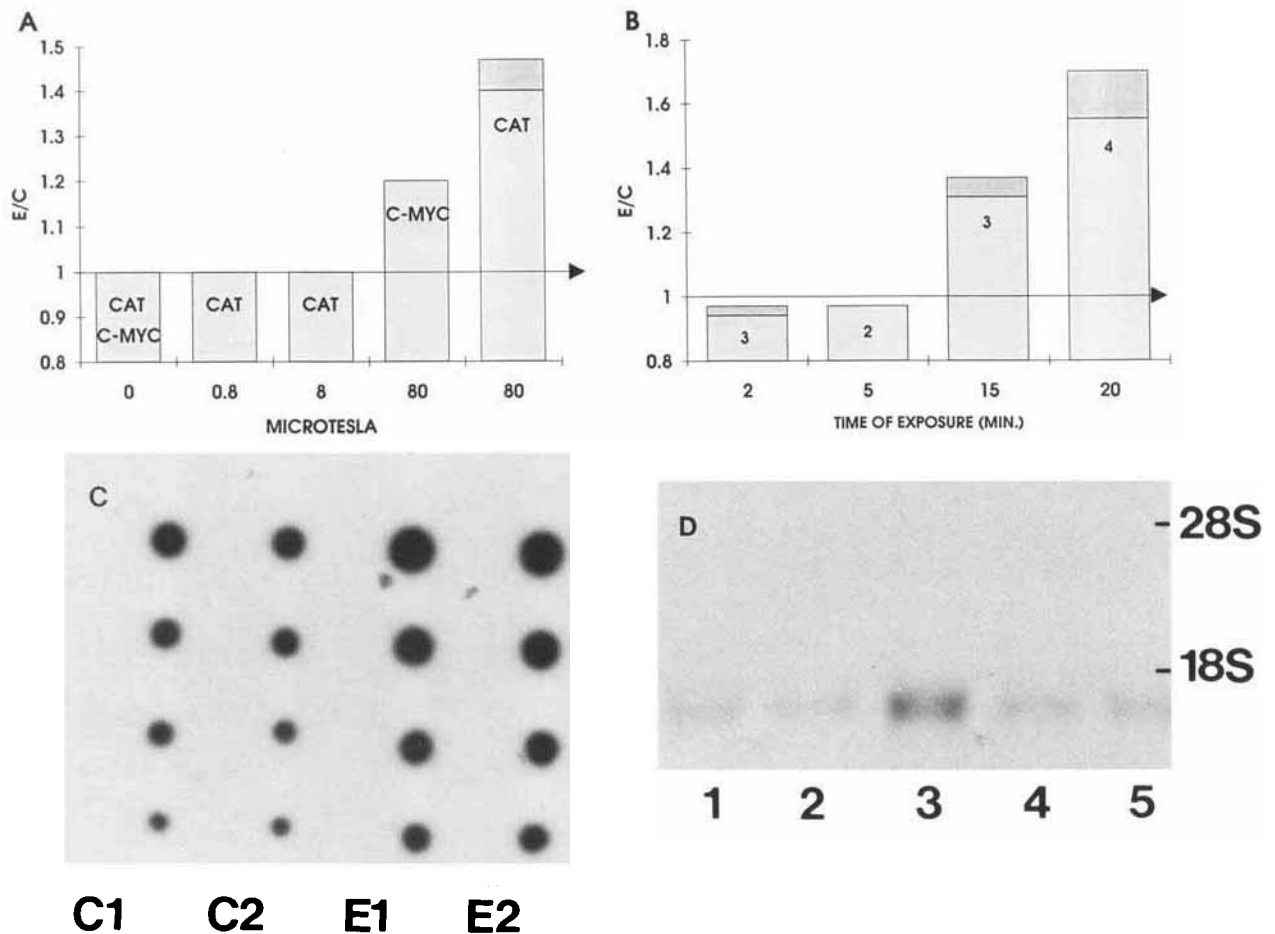 A
1.5
1.4
1.3
1.2
1.1
1
0.9
0.8
E/C
CAT
C-MYC
CAT
CAT
C-MYC
CAT
0
0.8
8
80
80
MICROTESLA
B
1.8
1.6
1.4
1.2
1
0.8
E/C
3
2
3
4
2
5
15
20
TIME OF EXPOSURE (MIN.)
C
C1 C2 E1 E2
D
28S
18S
1 2 3 4 5